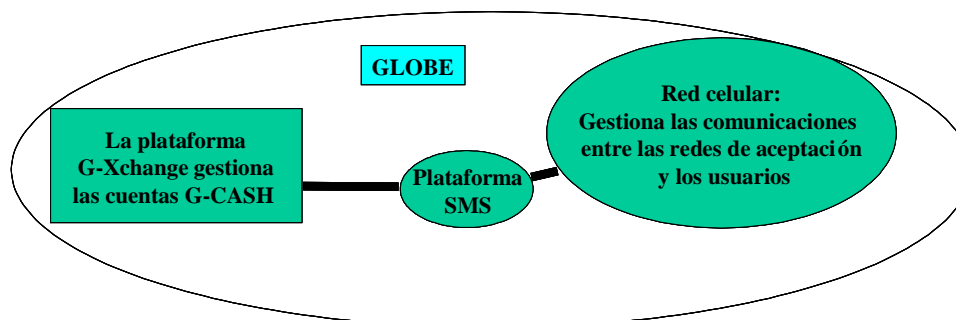 GLOBE
La plataforma
G-Xchange gestiona
las cuentas G-CASH
Plataforma
SMS
Red celular:
Gestiona las comunicaciones
entre las redes de aceptación
y los usuarios